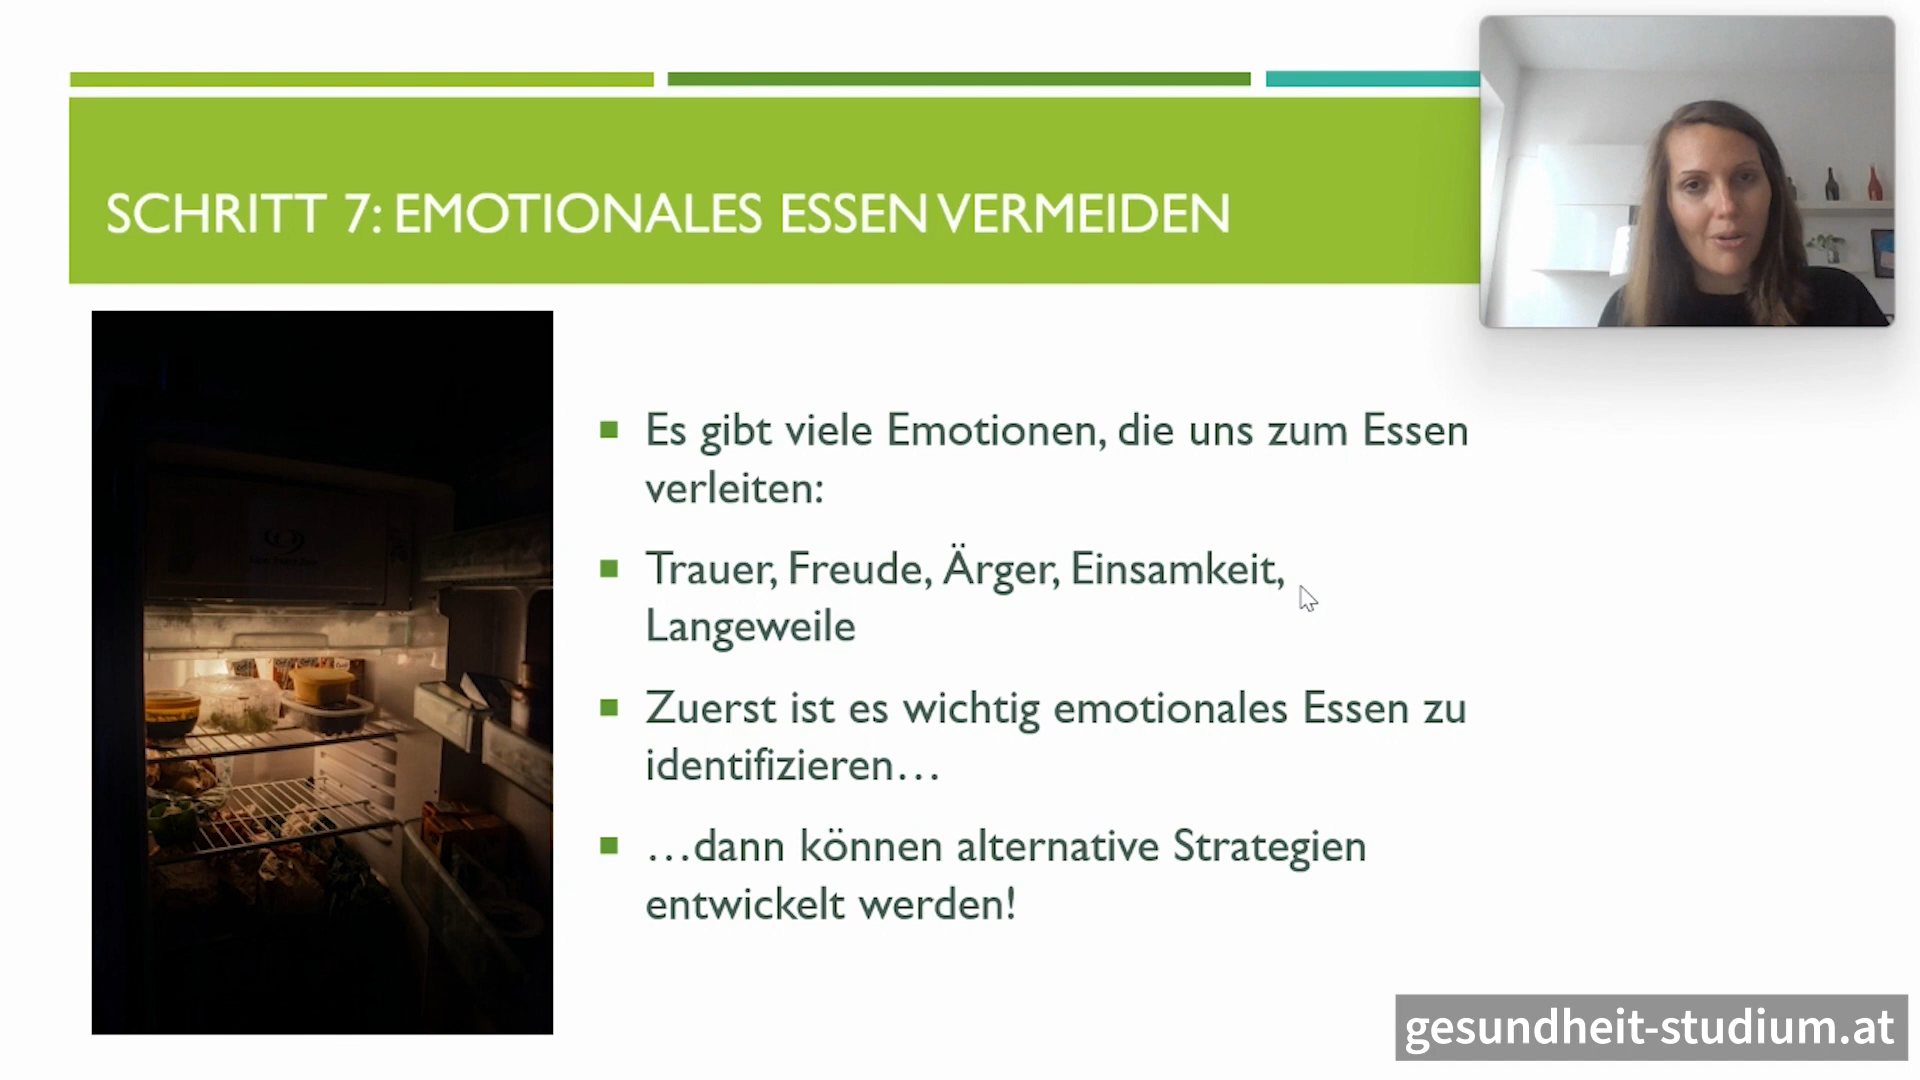 SCHRITT 7: EMOTIONALES ESSEN VERMEIDEN
Es gibt viele Emotionen, die uns zum Essen
verleiten:
Trauer, Freude, Ärger, Einsamkeit,
Langeweile
Zuerst ist es wichtig emotionales Essen zu
identifizieren…
…dann können alternative Strategien
entwickelt werden!
gesundheit-studium.at